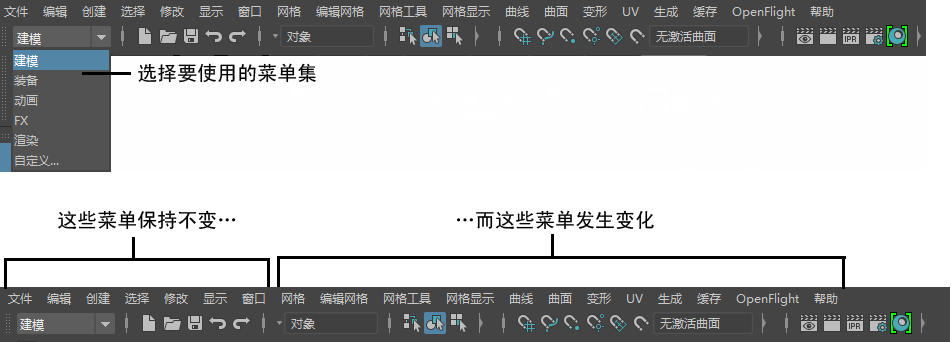 文件 编辑 创建 选择 修改 显示 窗口 网格 编辑网格 网格工具 网格显示 曲线 曲面 变形 UV 生成 缓存 OpenFlight 帮助
建模 对象 无激活曲面 IPR
建模
选择要使用的菜单集
装备
动画
FX
渲染
自定义...
这些菜单保持不变… …而这些菜单发生变化
文件 编辑 创建 选择 修改 显示 窗口 网格 编辑网格 网格工具 网格显示 曲线 曲面 变形 UV 生成 缓存 OpenFlight 帮助
建模 对象 无激活曲面 IPR